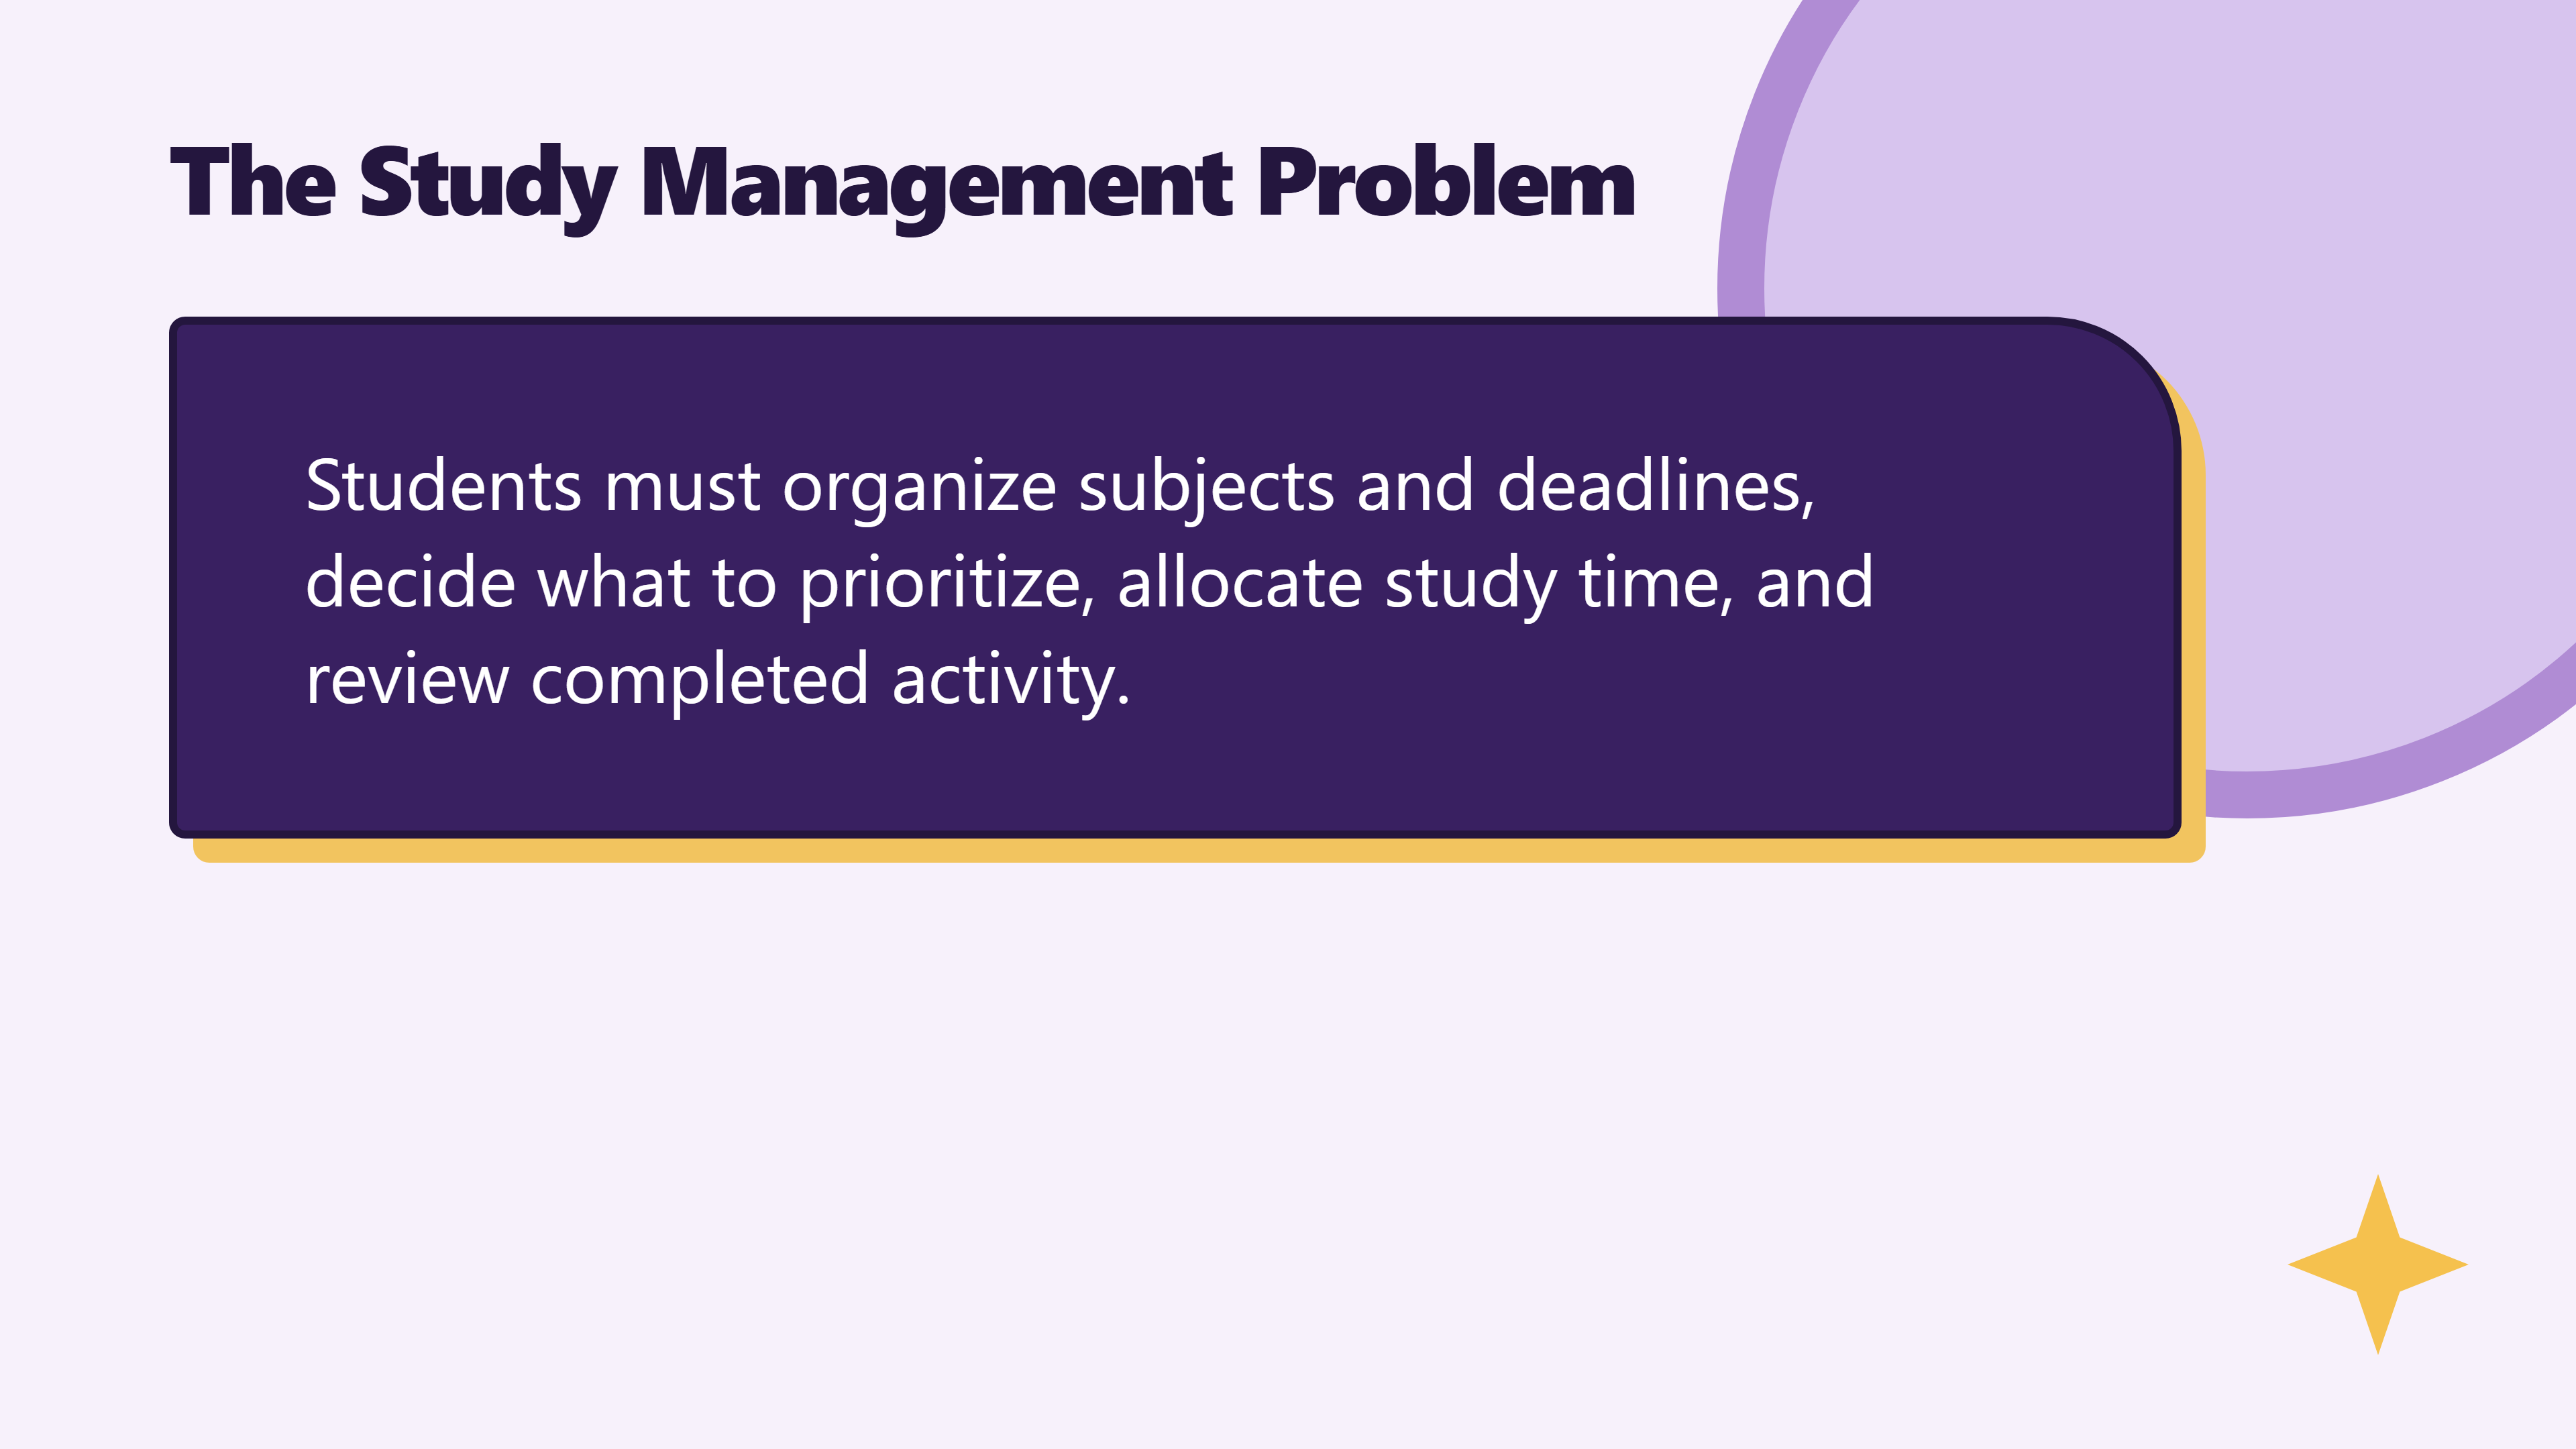 The Study Management Problem
Students must organize subjects and deadlines,
decide what to prioritize, allocate study time, and
review completed activity.